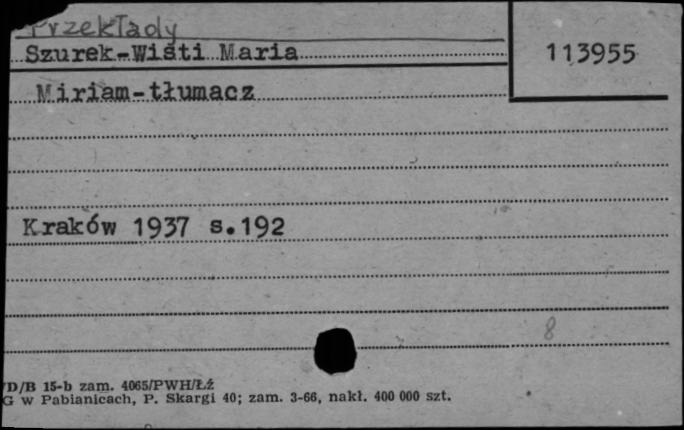 Przekłady
Szurek-Wisti Maria
113955
Miriam-tłumacz
Kraków 1937 s.192
8
D/B 15-b zam. 4065/PWH/Łź
G w Pabianicach, P. Skargi 40; zam. 3-66, nakł. 400 000 szt.